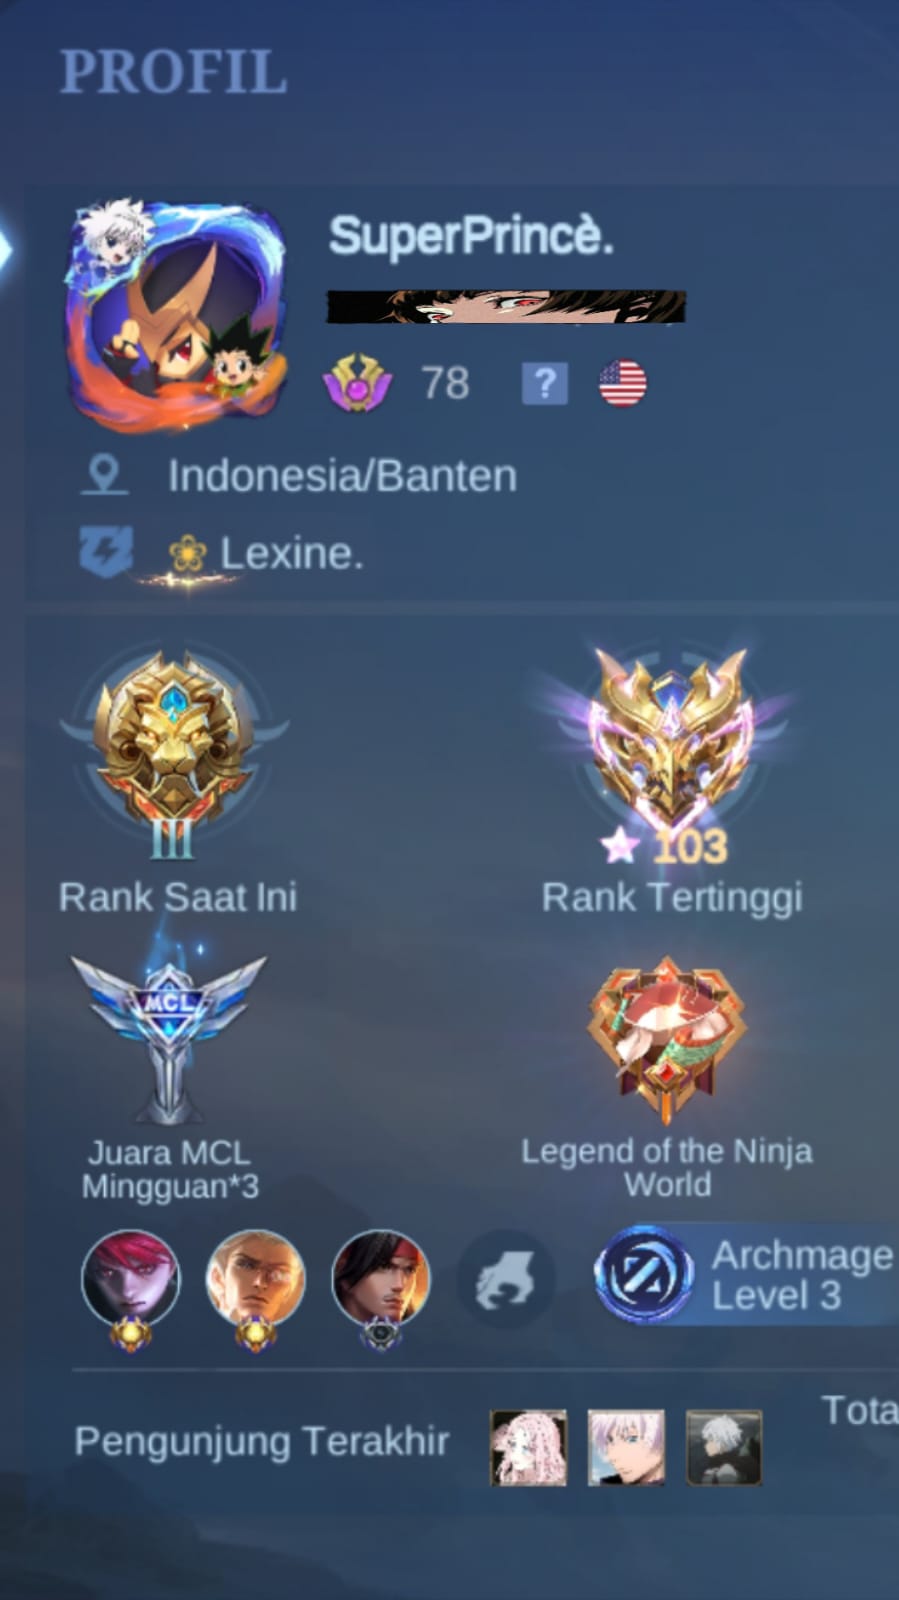 PROFIL
SuperPrincè.
78
?
Indonesia/Banten
Lexine.
III
103
Rank Saat Ini
Rank Tertinggi
MCL
Juara MCL
Mingguan*3
Legend of the Ninja
World
Archmage
Level 3
Tota
Pengunjung Terakhir